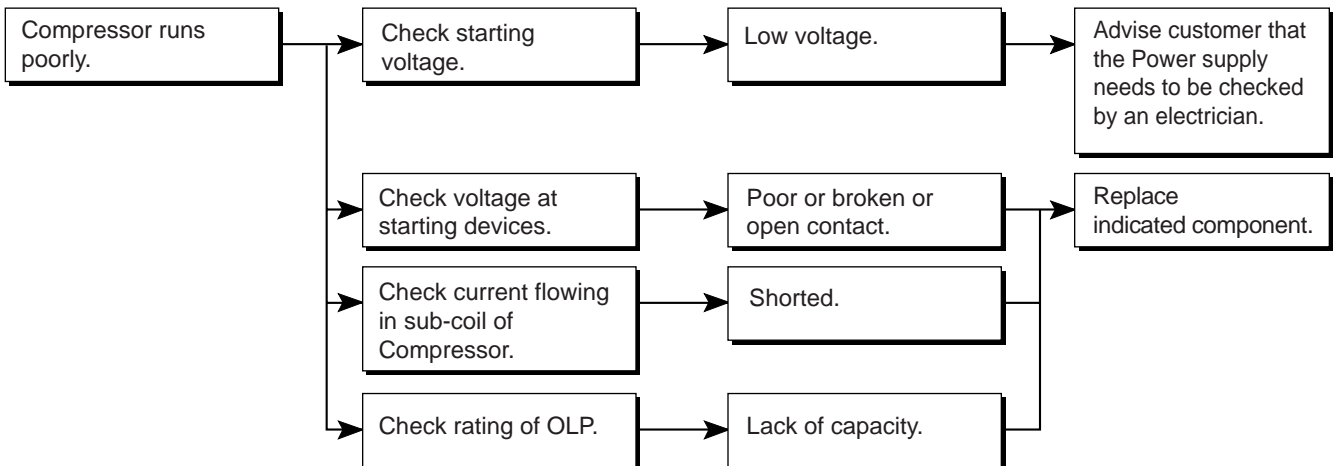 Compressor runs
poorly.
Check starting
voltage.
Low voltage.
Advise customer that
the Power supply
needs to be checked
by an electrician.
Check voltage at
starting devices.
Poor or broken or
open contact.
Replace
indicated component.
Check current flowing
in sub-coil of
Compressor.
Shorted.
Check rating of OLP.
Lack of capacity.